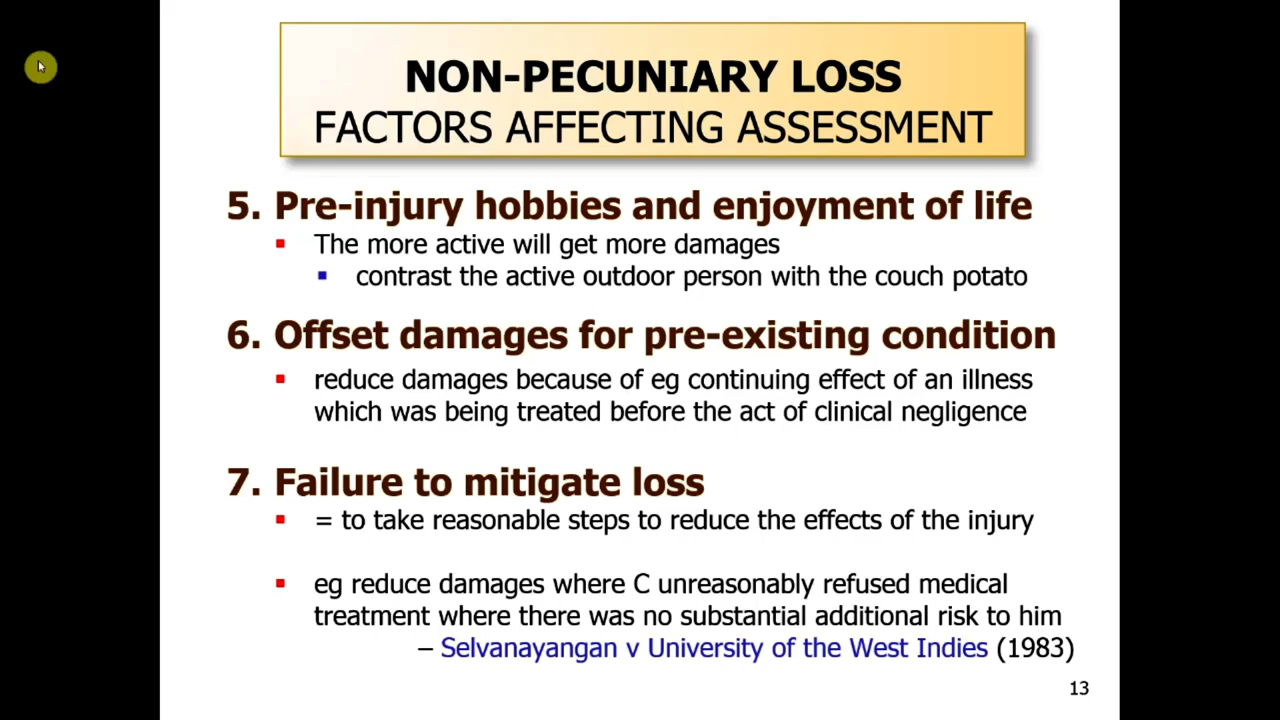 NON-PECUNIARY LOSS
FACTORS AFFECTING ASSESSMENT
5. Pre-injury hobbies and enjoyment of life
▪ The more active will get more damages
▪ contrast the active outdoor person with the couch potato
6. Offset damages for pre-existing condition
▪ reduce damages because of eg continuing effect of an illness
which was being treated before the act of clinical negligence
7. Failure to mitigate loss
▪ = to take reasonable steps to reduce the effects of the injury
▪ eg reduce damages where C unreasonably refused medical
treatment where there was no substantial additional risk to him
– Selvanayangan v University of the West Indies (1983)
13